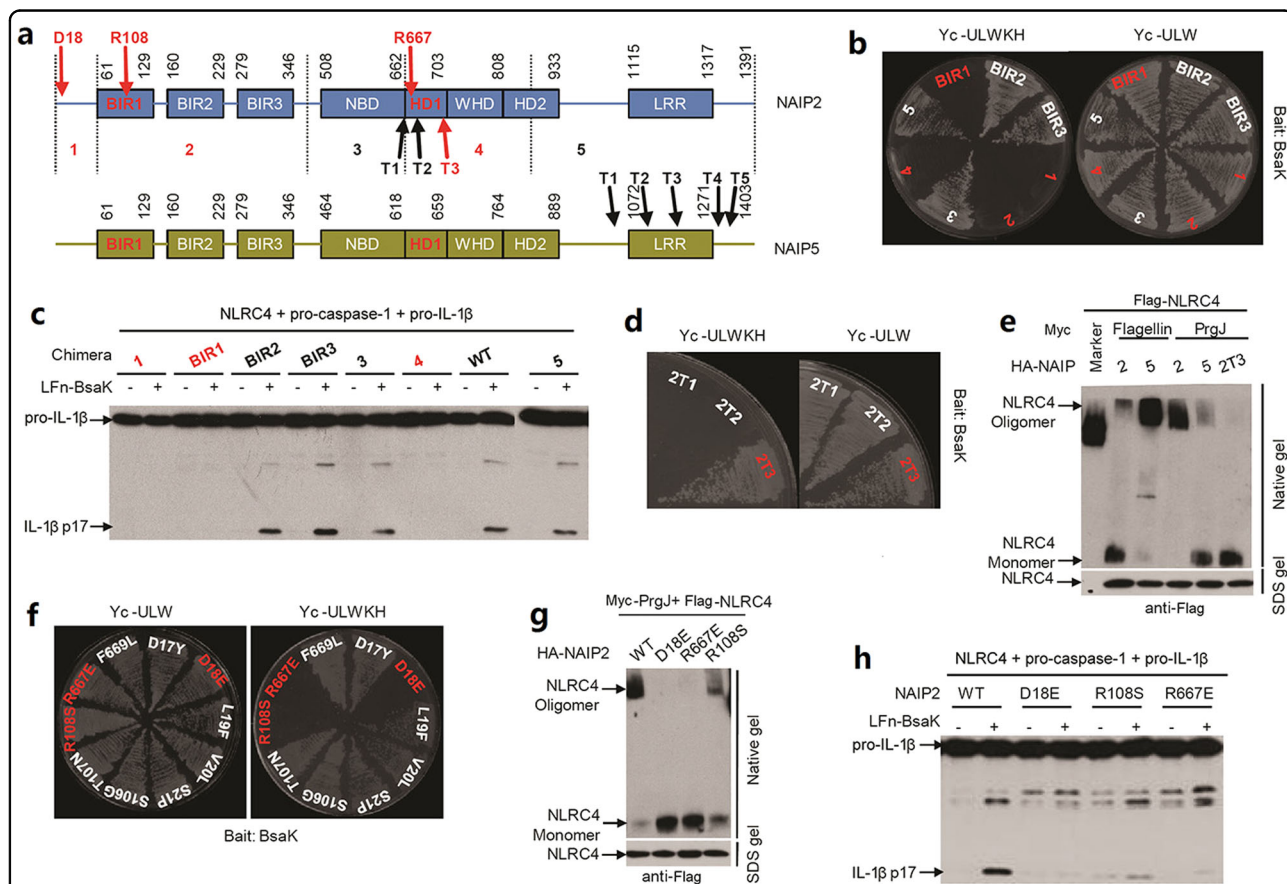 a
D18 R108 R667
61 129 160 229 279 346 508 662 703 808 933 1115 1317 1391
BIR1 BIR2 BIR3 NBD HD1 WHD HD2 LRR NAIP2
1 2 3 4 5
T1 T2 T3
T1 T2 T3 T4 T5
61 129 160 229 279 346 464 618 659 764 889 1072 1271 1403
BIR1 BIR2 BIR3 NBD HD1 WHD HD2 LRR NAIP5
b
Yc-ULWKH Yc-ULW
BIR1 BIR2 BIR3 1 2 3 4 5
BIR1 BIR2 BIR3 1 2 3 4 5
Bait: BsaK
c
NLRC4 + pro-caspase-1 + pro-IL-1β
Chimera 1 BIR1 BIR2 BIR3 3 4 WT 5
LFn-BsaK - + - + - + - + - + - + - + - +
pro-IL-1β
IL-1β p17
d
Yc-ULWKH Yc-ULW
2T1 2T2 2T3
2T1 2T2 2T3
Bait: BsaK
e
Flag-NLRC4
Myc Flagellin PrgJ
Marker
HA-NAIP 2 5 2 5 2T3
NLRC4
Oligomer
NLRC4
Monomer
NLRC4
anti-Flag
Native gel
SDS gel
f
Yc-ULW Yc-ULWKH
F669L D17Y D18E L19F V20L S21P S106G T107N R108S R667E
F669L D17Y D18E L19F V20L S21P S106G T107N R108S R667E
Bait: BsaK
g
Myc-PrgJ+ Flag-NLRC4
HA-NAIP2 WT D18E R667E R108S
NLRC4
Oligomer
NLRC4
Monomer
NLRC4
anti-Flag
Native gel
SDS gel
h
NLRC4 + pro-caspase-1 + pro-IL-1β
NAIP2 WT D18E R108S R667E
LFn-BsaK - + - + - + - +
pro-IL-1β
IL-1β p17